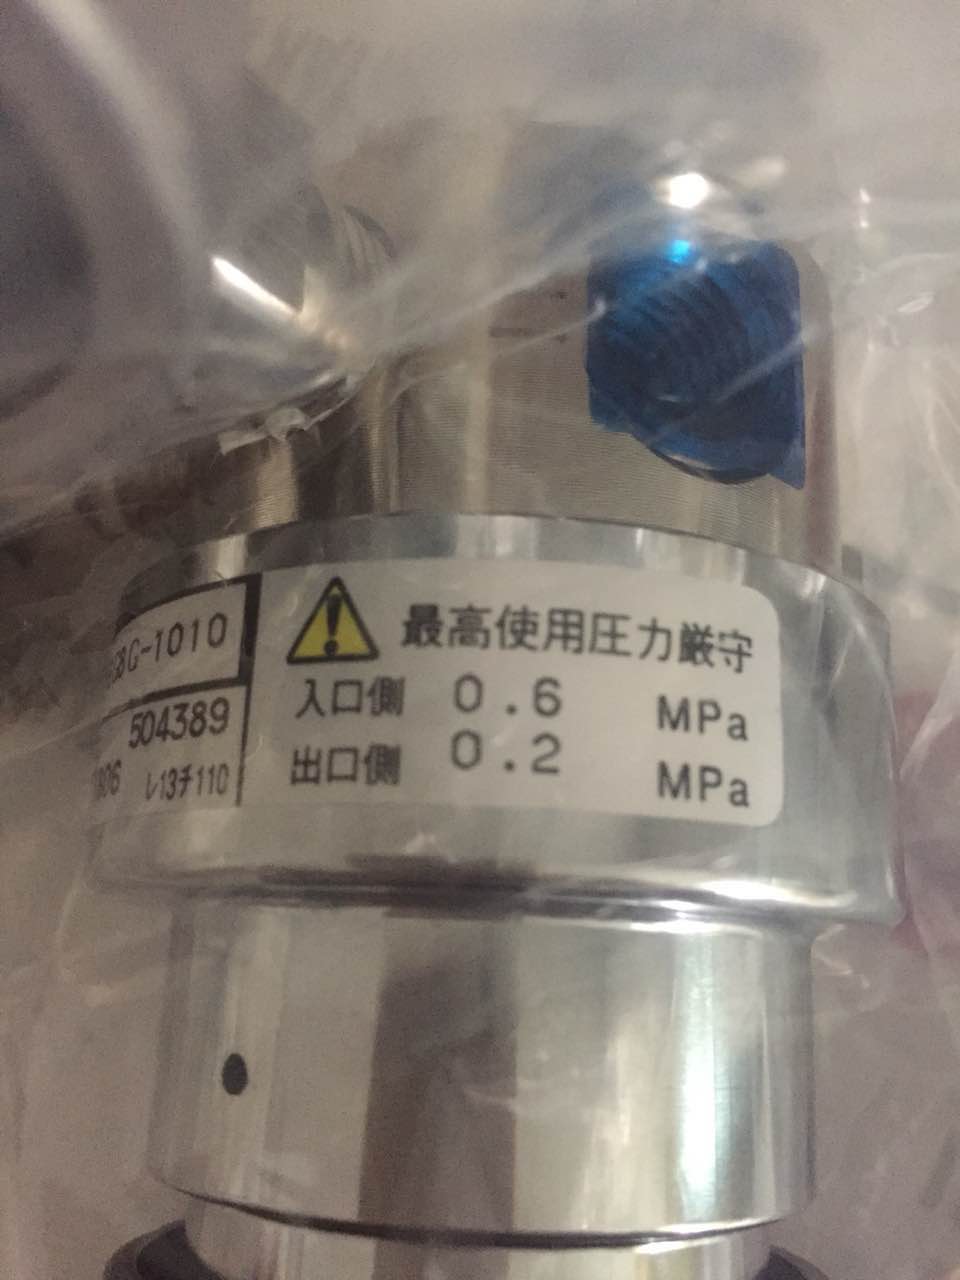 G-1010
504389
806 レ13チ110
最高使用圧力厳守
入口側 0.6 MPa
出口側 0.2 MPa